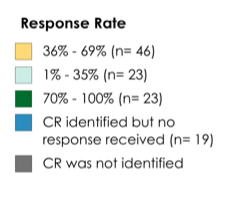 Response Rate
36% - 69% (n= 46)
1% - 35% (n= 23)
70% - 100% (n= 23)
CR identified but no
response received (n= 19)
CR was not identified